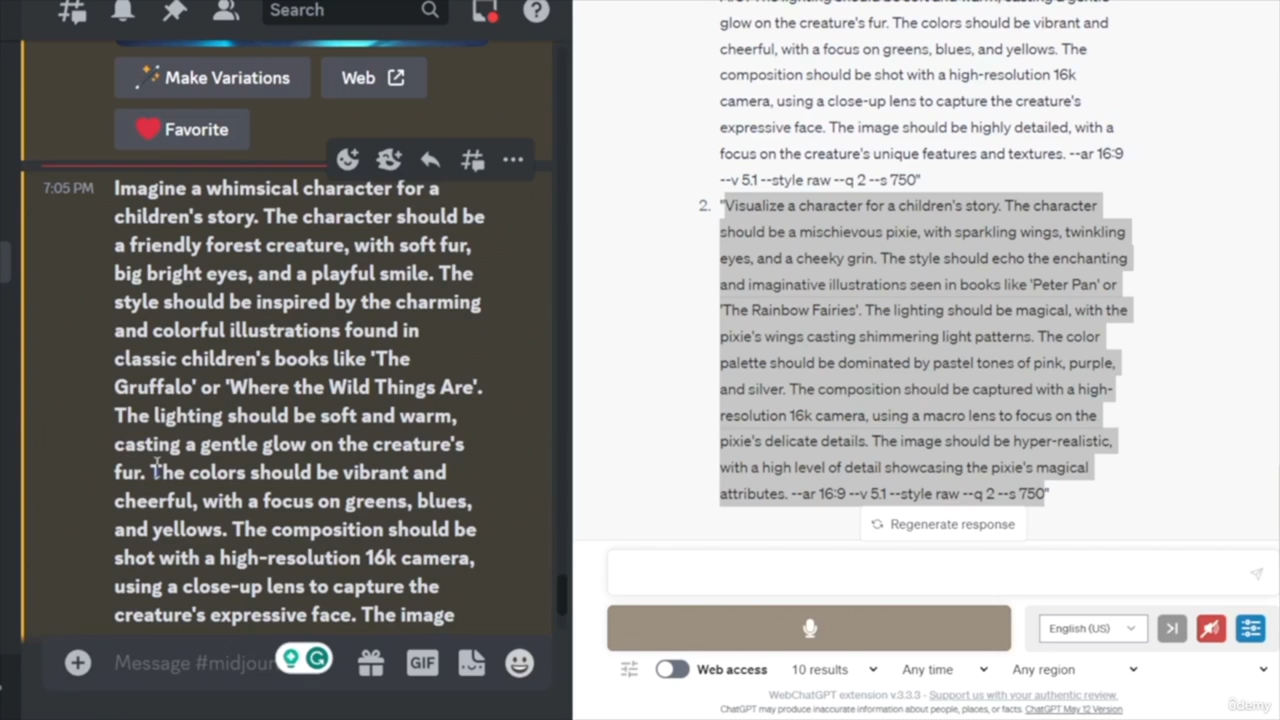 Search
Make Variations
Web
Favorite
7:05 PM
Imagine a whimsical character for a
children's story. The character should be
a friendly forest creature, with soft fur,
big bright eyes, and a playful smile. The
style should be inspired by the charming
and colorful illustrations found in
classic children's books like 'The
Gruffalo' or 'Where the Wild Things Are'.
The lighting should be soft and warm,
casting a gentle glow on the creature's
fur. The colors should be vibrant and
cheerful, with a focus on greens, blues,
and yellows. The composition should be
shot with a high-resolution 16k camera,
using a close-up lens to capture the
creature's expressive face. The image
Message #midjour
GIF
glow on the creature's fur. The colors should be vibrant and
cheerful, with a focus on greens, blues, and yellows. The
composition should be shot with a high-resolution 16k
camera, using a close-up lens to capture the creature's
expressive face. The image should be highly detailed, with a
focus on the creature's unique features and textures. --ar 16:9
--v 5.1 --style raw --q 2 --s 750"
2. "Visualize a character for a children's story. The character
should be a mischievous pixie, with sparkling wings, twinkling
eyes, and a cheeky grin. The style should echo the enchanting
and imaginative illustrations seen in books like 'Peter Pan' or
'The Rainbow Fairies'. The lighting should be magical, with the
pixie's wings casting shimmering light patterns. The color
palette should be dominated by pastel tones of pink, purple,
and silver. The composition should be captured with a high-
resolution 16k camera, using a macro lens to focus on the
pixie's delicate details. The image should be hyper-realistic,
with a high level of detail showcasing the pixie's magical
attributes. --ar 16:9 --v 5.1 --style raw --q 2 --s 750"
Regenerate response
English (US)
Web access
10 results
Any time
Any region
WebChatGPT extension v.3.3.3 - Support us with your authentic review.
ChatGPT may produce inaccurate information about people, places, or facts. ChatGPT May 12 Version
ûdemy